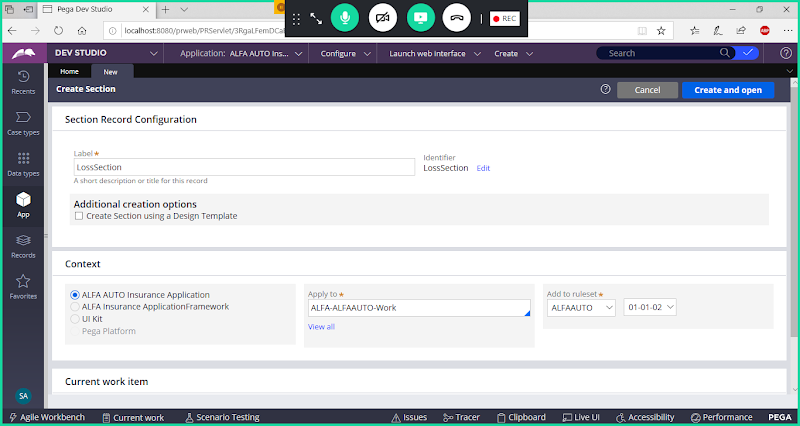 Pega Dev Studio
REC
localhost:8080/prweb/PRServlet/3RgaLFemDCa
ABP
DEV STUDIO
Application: ALFA AUTO Ins...
Configure
Launch web interface
Create
Search
Home
New
Recents
Case types
Data types
App
Records
Favorites
SA
Create Section
Cancel
Create and open
Section Record Configuration
Label★
LossSection
A short description or title for this record
Identifier
LossSection Edit
Additional creation options
Create Section using a Design Template
Context
ALFA AUTO Insurance Application
ALFA Insurance ApplicationFramework
UI Kit
Pega Platform
Apply to ★
ALFA-ALFAAUTO-Work
View all
Add to ruleset★
ALFAAUTO
01-01-02
Current work item
Agile Workbench
Current work
Scenario Testing
Issues
Tracer
Clipboard
Live UI
Accessibility
Performance
PEGA